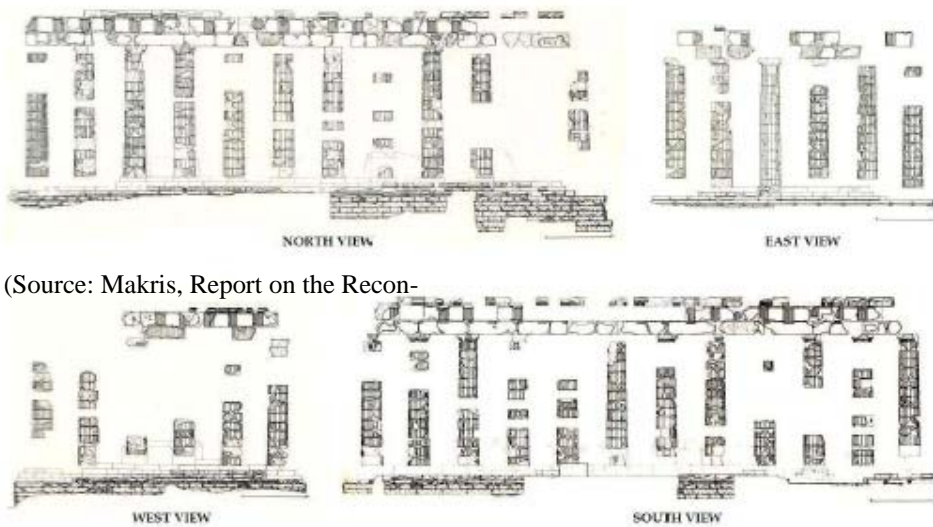 NORTH VIEW
EAST VIEW
(Source: Makris, Report on the Recon-
WEST VIEW
SOUTH VIEW